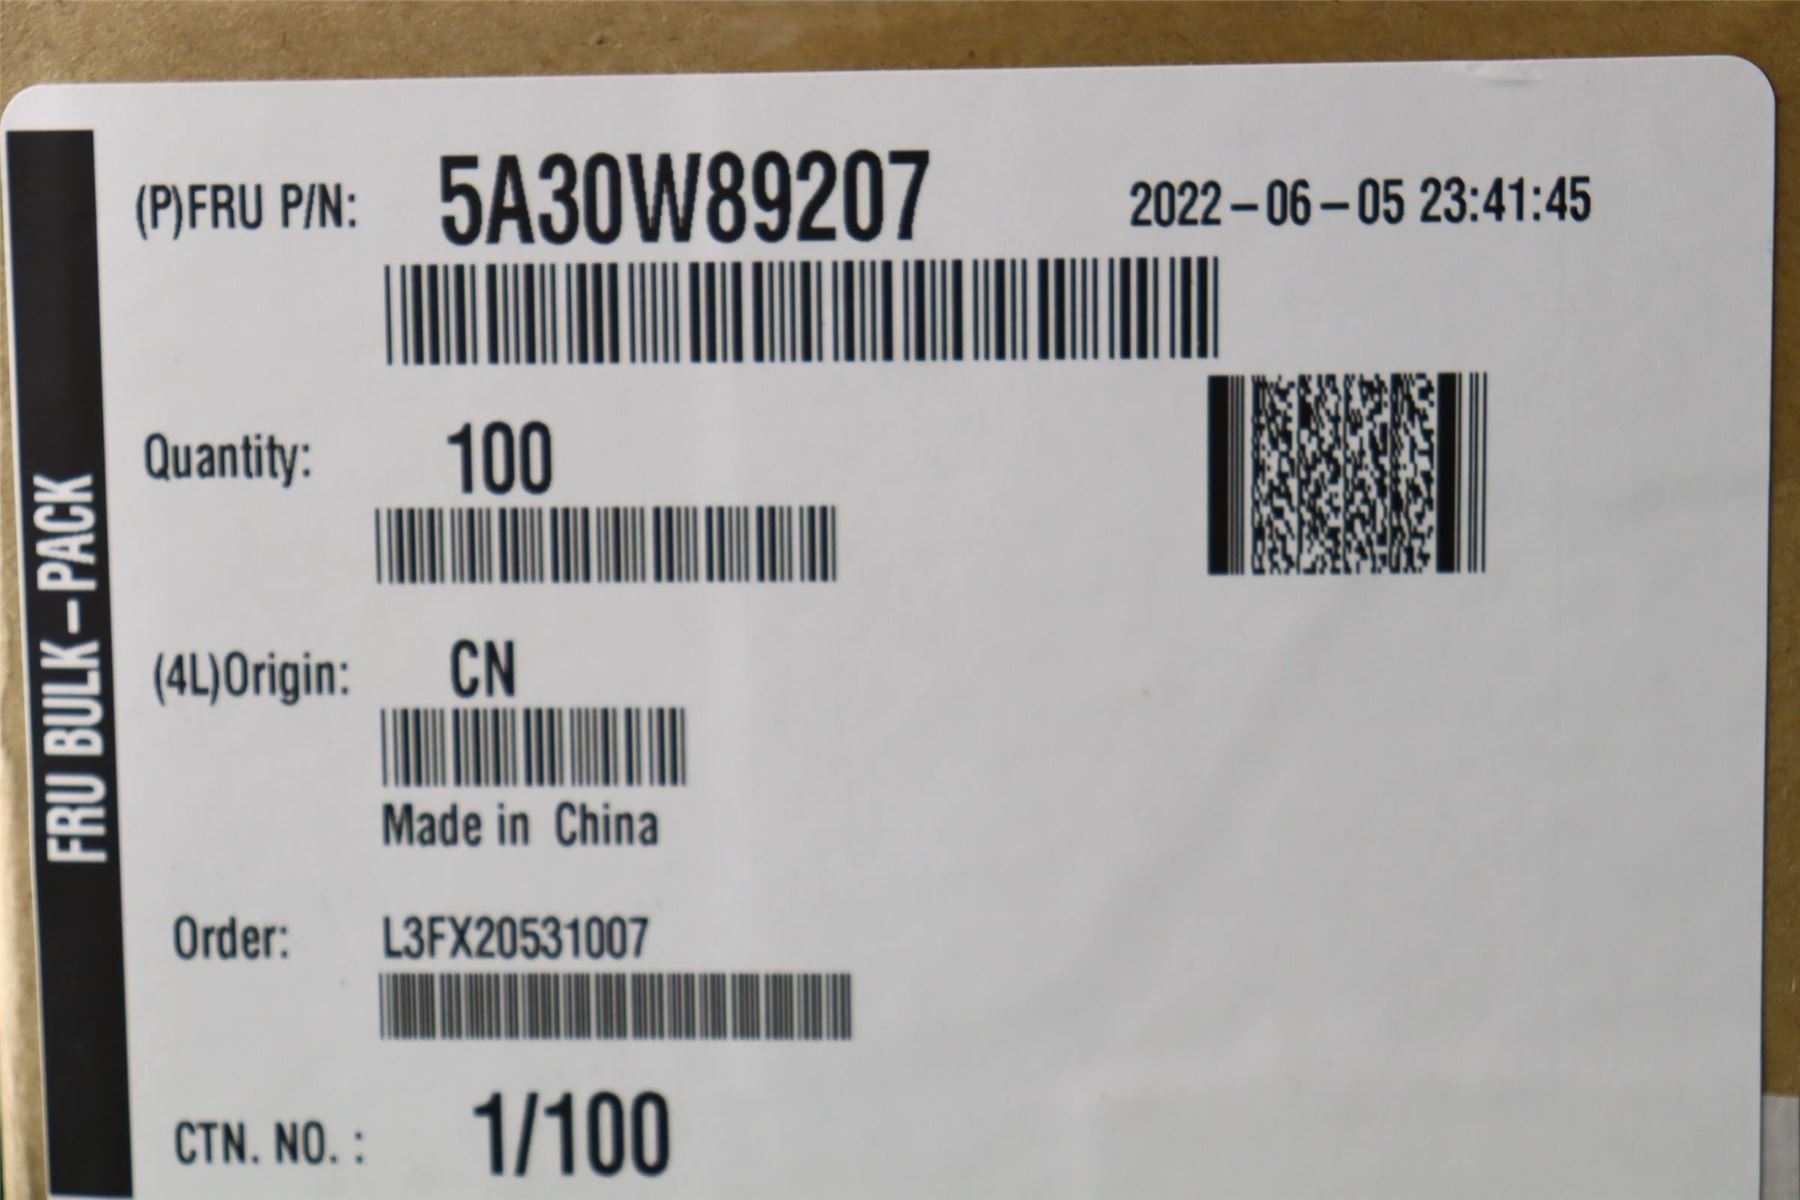 FRU BULK-PACK
(P)FRU P/N: 5A30W89207 2022-06-05 23:41:45
Quantity: 100
(4L)Origin: CN
Made in China
Order: L3FX20531007
CTN. NO.: 1/100